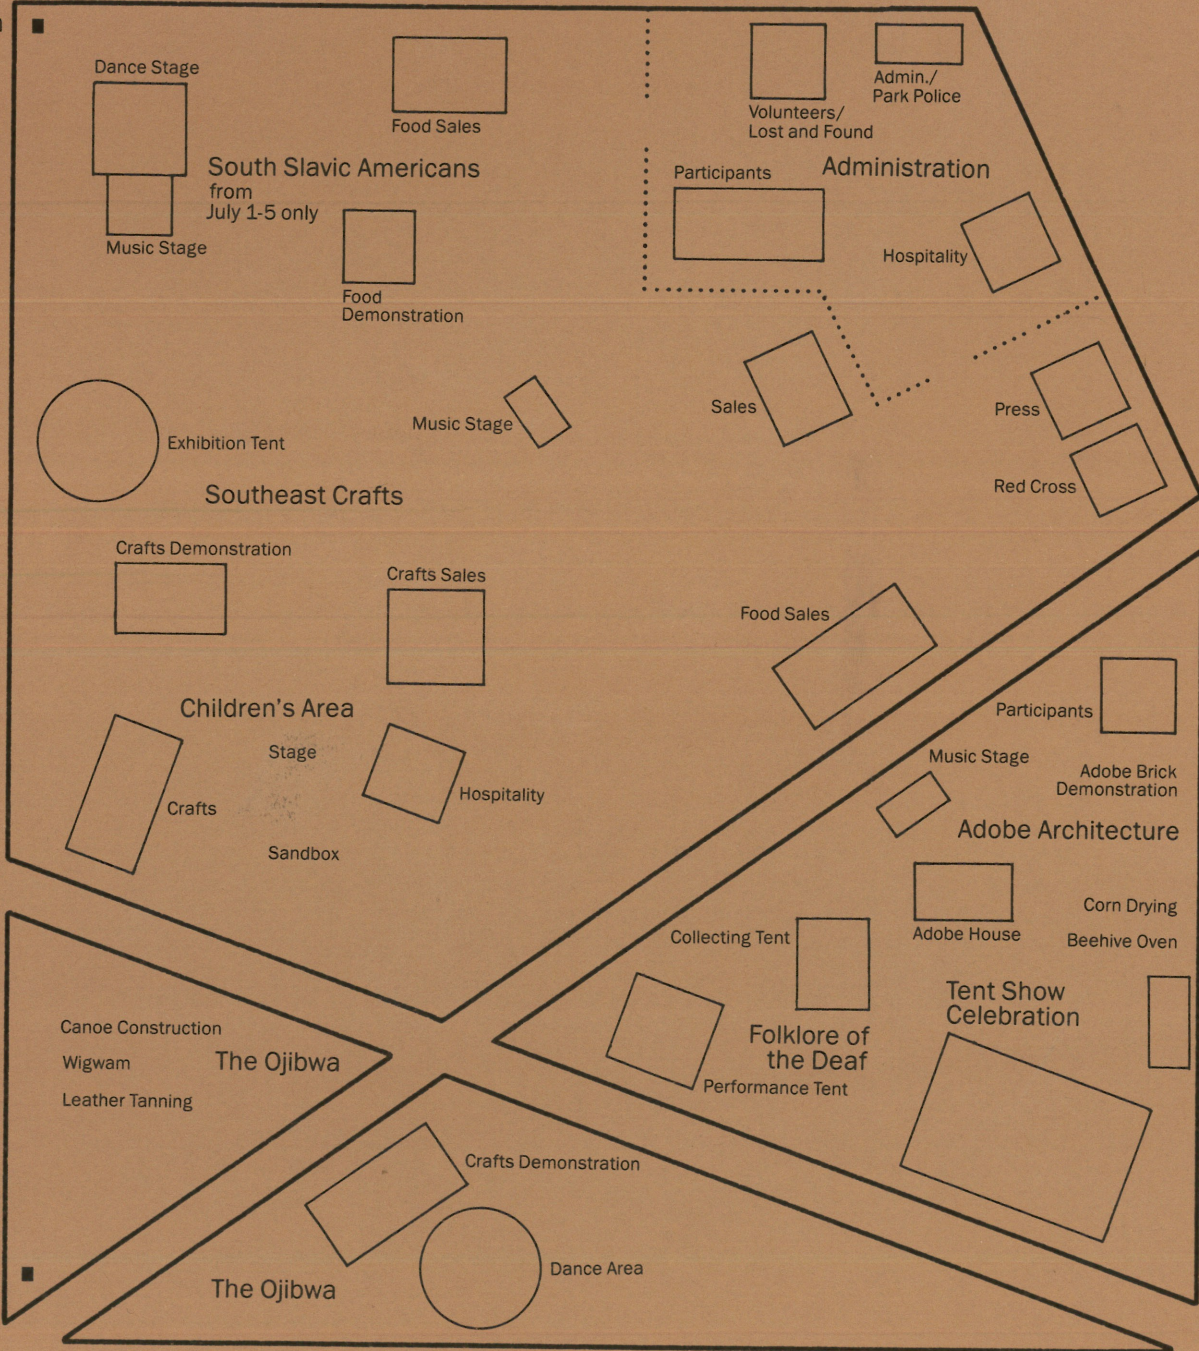 Dance Stage
Food Sales
Volunteers/
Lost and Found
Admin./
Park Police
South Slavic Americans
from
July 1-5 only
Music Stage
Food
Demonstration
Participants
Administration
Hospitality
Exhibition Tent
Music Stage
Sales
Press
Red Cross
Southeast Crafts
Crafts Demonstration
Crafts Sales
Food Sales
Children's Area
Stage
Crafts
Hospitality
Sandbox
Participants
Music Stage
Adobe Brick
Demonstration
Adobe Architecture
Adobe House
Corn Drying
Beehive Oven
Collecting Tent
Folklore of
the Deaf
Performance Tent
Tent Show
Celebration
Canoe Construction
Wigwam
The Ojibwa
Leather Tanning
Crafts Demonstration
Dance Area
The Ojibwa